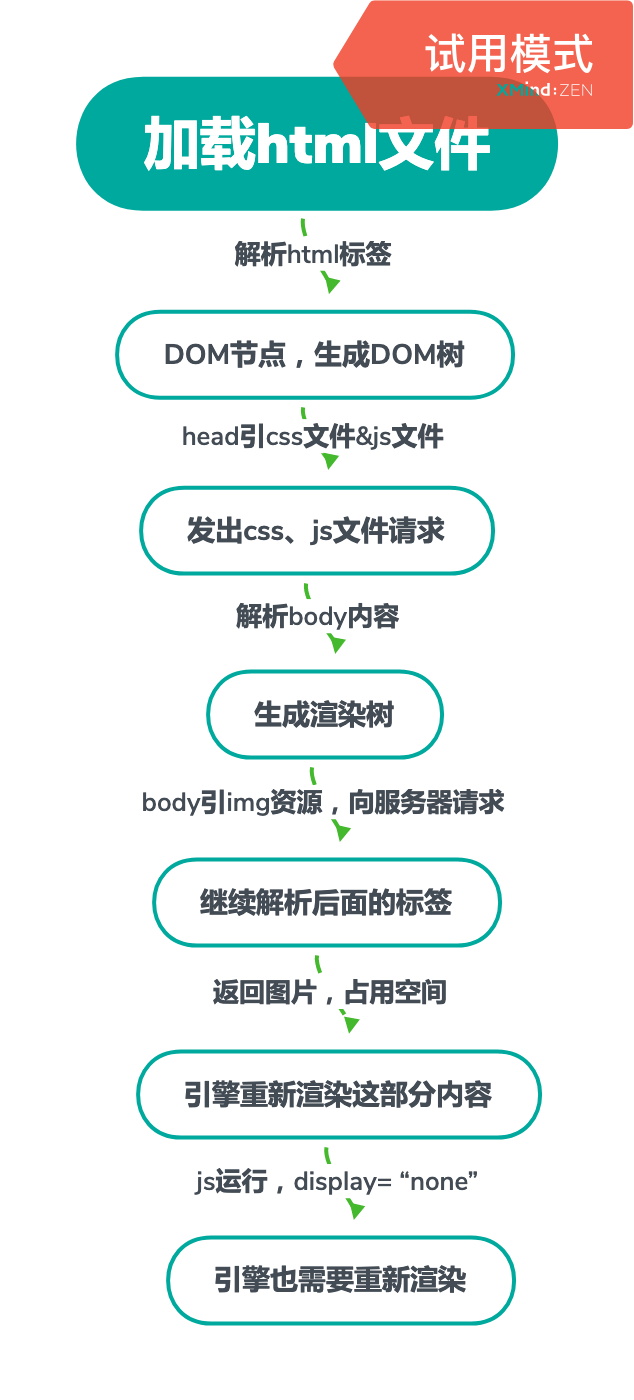 试用模式
XMind:ZEN
加载html文件
解析html标签
DOM节点，生成DOM树
head引css文件&js文件
发出css、js文件请求
解析body内容
生成渲染树
body引img资源，向服务器请求
继续解析后面的标签
返回图片，占用空间
引擎重新渲染这部分内容
js运行，display= “none”
引擎也需要重新渲染